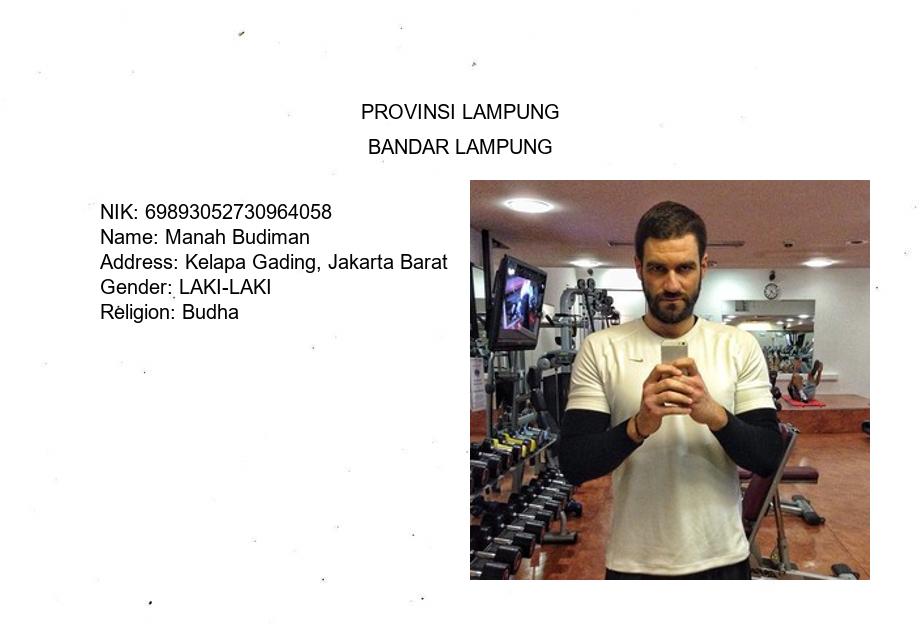 PROVINSI LAMPUNG
BANDAR LAMPUNG
NIK: 69893052730964058
Name: Manah Budiman
Address: Kelapa Gading, Jakarta Barat
Gender: LAKI-LAKI
Religion: Budha